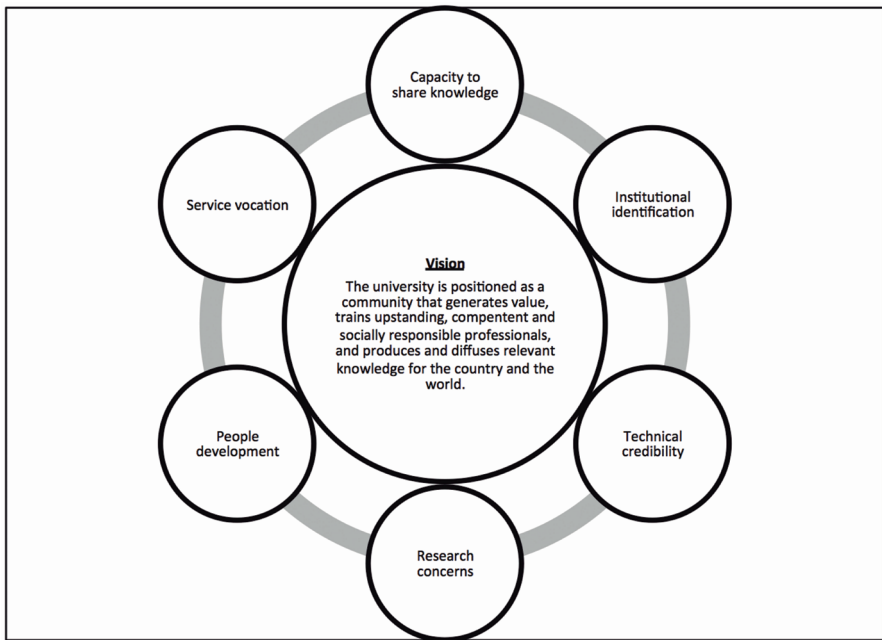 Capacity to
share knowledge
Institutional
identification
Service vocation
Vision
The university is positioned as a
community that generates value,
trains upstanding, compentent and
socially responsible professionals,
and produces and diffuses relevant
knowledge for the country and the
world.
People
development
Technical
credibility
Research
concerns